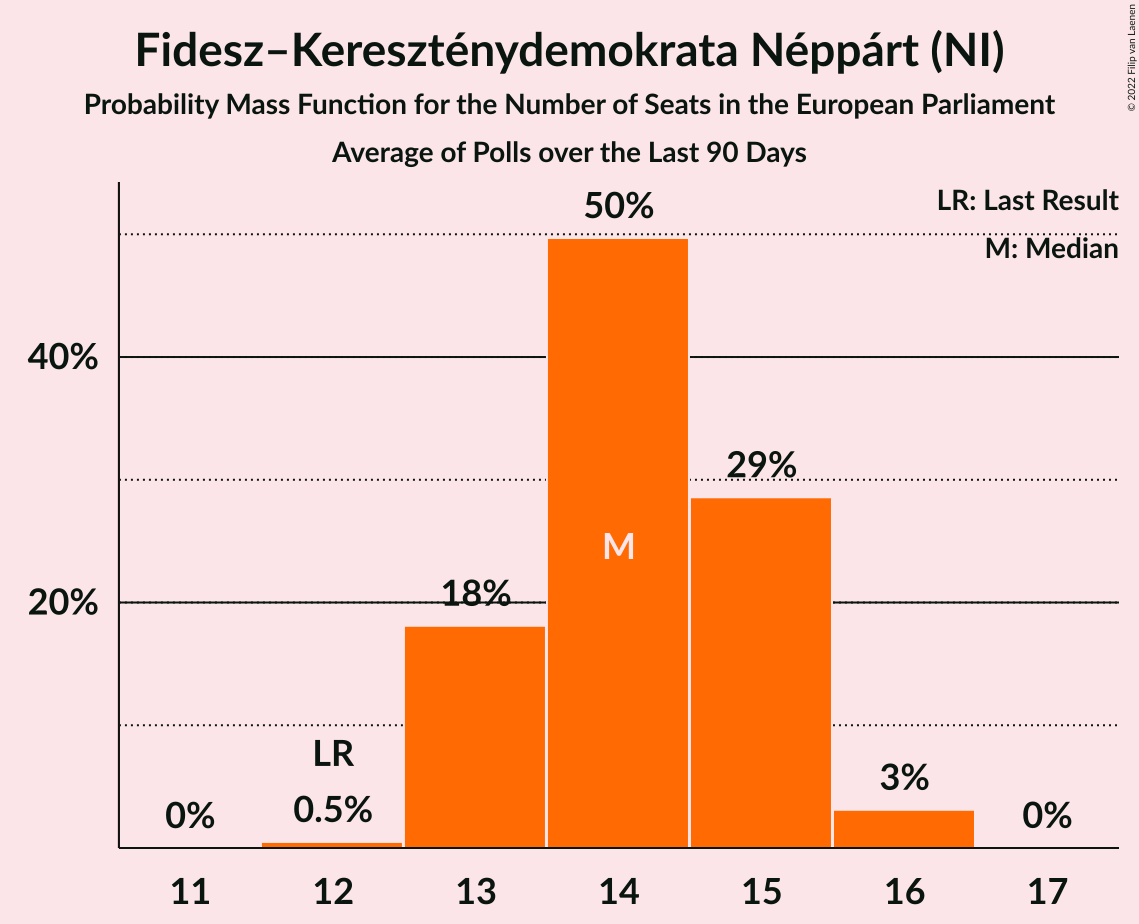 Fidesz–Kereszténydemokrata Néppárt (NI)
Probability Mass Function for the Number of Seats in the European Parliament
Average of Polls over the Last 90 Days
© 2022 Filip van Laenen
LR: Last Result
M: Median
50%
40%
29%
M
18%
20%
LR
0%
0.5%
3%
0%
11 12 13 14 15 16 17